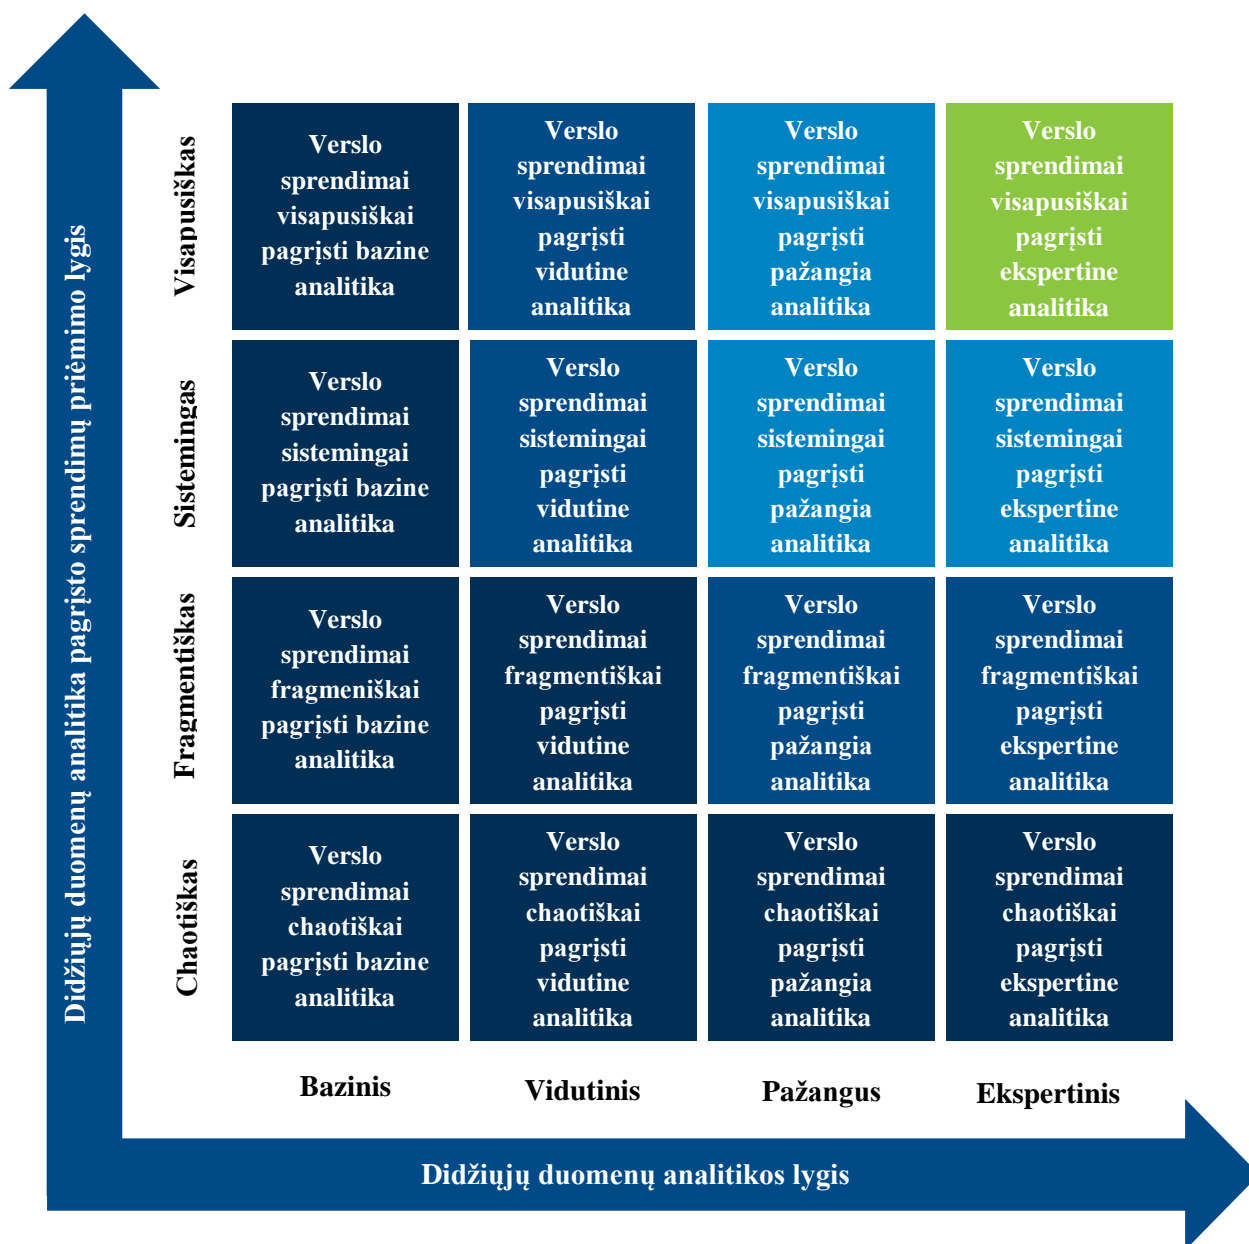 Didžiųjų duomenų analitika pagrįsto sprendimų priėmimo lygis
Visapusiškas
Verslo
sprendimai
visapusiškai
pagrįsti bazine
analitika
Verslo
sprendimai
visapusiškai
pagrįsti
vidutine
analitika
Verslo
sprendimai
visapusiškai
pagrįsti
pažangia
analitika
Verslo
sprendimai
visapusiškai
pagrįsti
ekspertine
analitika
Sistemingas
Verslo
sprendimai
sistemingai
pagrįsti bazine
analitika
Verslo
sprendimai
sistemingai
pagrįsti
vidutine
analitika
Verslo
sprendimai
sistemingai
pagrįsti
pažangia
analitika
Verslo
sprendimai
sistemingai
pagrįsti
ekspertine
analitika
Fragmentiškas
Verslo
sprendimai
fragmeniškai
pagrįsti bazine
analitika
Verslo
sprendimai
fragmentiškai
pagrįsti
vidutine
analitika
Verslo
sprendimai
fragmentiškai
pagrįsti
pažangia
analitika
Verslo
sprendimai
fragmentiškai
pagrįsti
ekspertine
analitika
Chaotiškas
Verslo
sprendimai
chaotiškai
pagrįsti bazine
analitika
Verslo
sprendimai
chaotiškai
pagrįsti
vidutine
analitika
Verslo
sprendimai
chaotiškai
pagrįsti
pažangia
analitika
Verslo
sprendimai
chaotiškai
pagrįsti
ekspertine
analitika
Bazinis
Vidutinis
Pažangus
Ekspertinis
Didžiųjų duomenų analitikos lygis